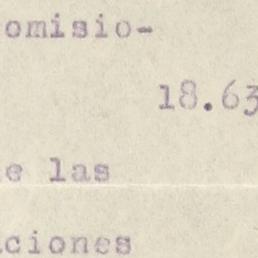 omisio-
18.63
e las
ciones